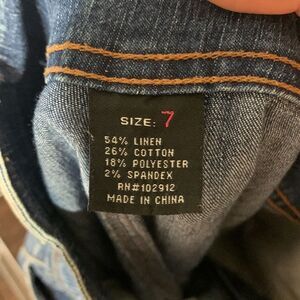 SIZE: 7
54% LINEN
26% COTTON
18% POLYESTER
2% SPANDEX
RN#102912
MADE IN CHINA